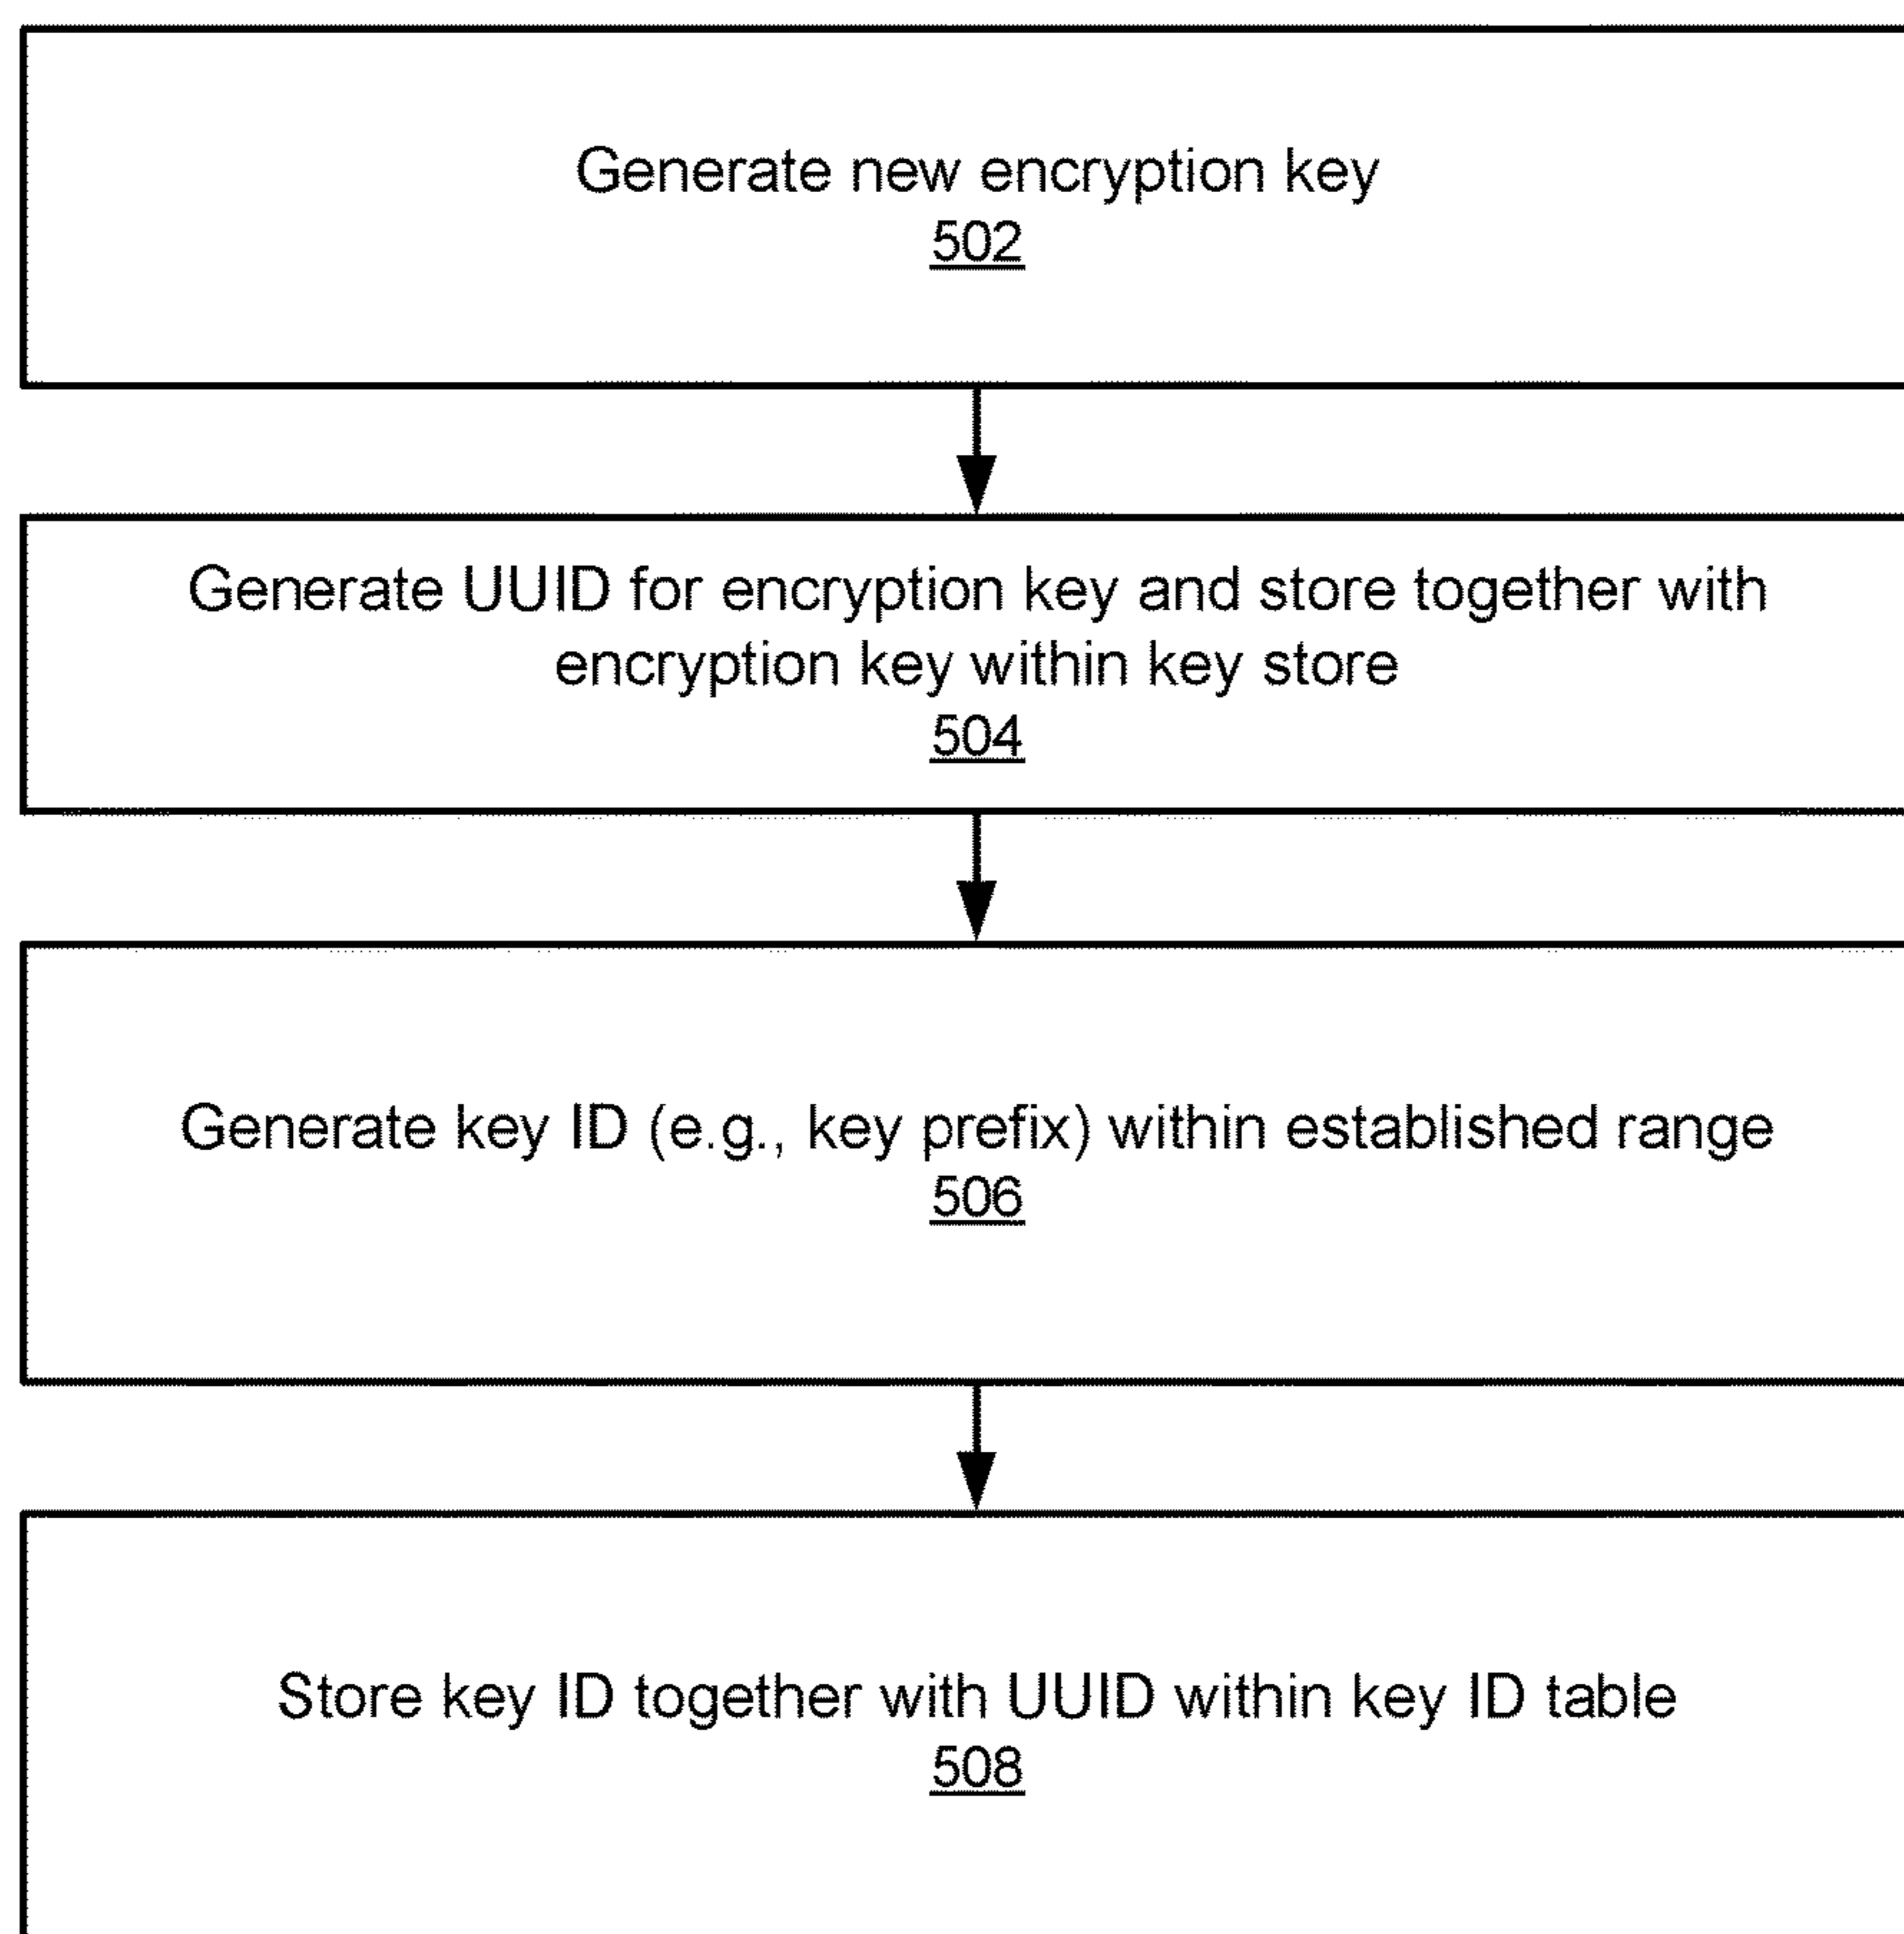 Generate new encryption key
502
Generate UUID for encryption key and store together with
encryption key within key store
504
Generate key ID (e.g., key prefix) within established range
506
Store key ID together with UUID within key ID table
508